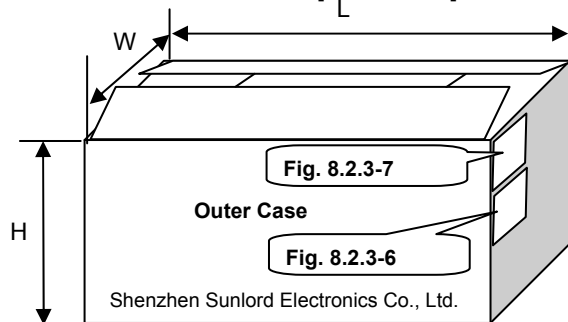 L
W
Fig. 8.2.3-7
Outer Case
H
Fig. 8.2.3-6
Shenzhen Sunlord Electronics Co., Ltd.